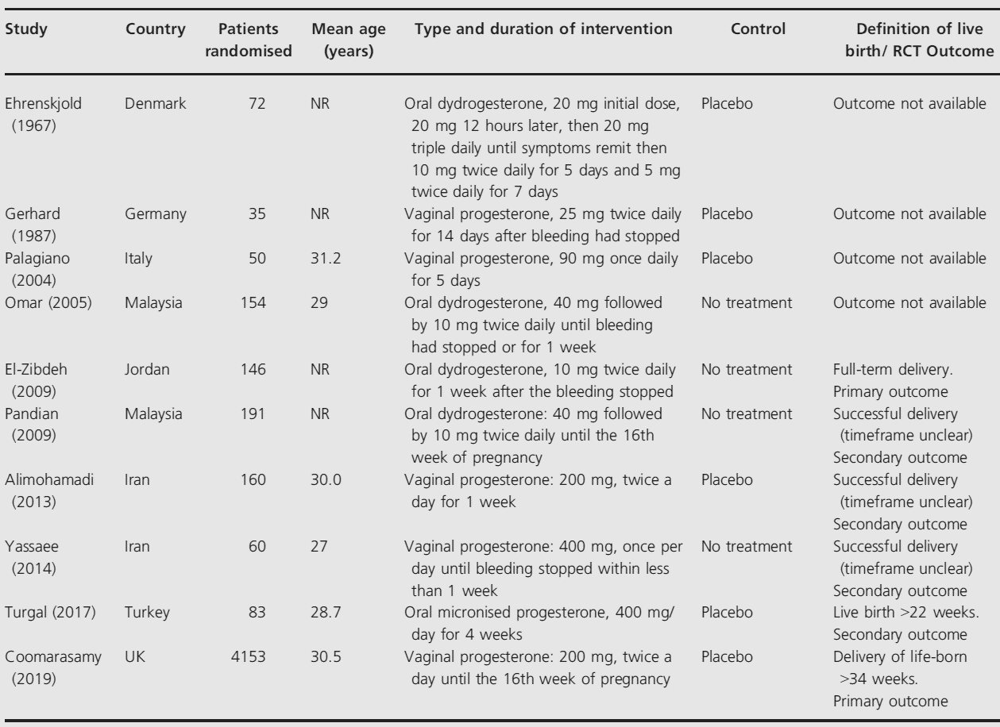 Study Country Patients randomised Mean age (years) Type and duration of intervention Control Definition of live birth/ RCT Outcome
Ehrenskjold Denmark 72 NR Oral dydrogesterone, 20 mg initial dose, Placebo Outcome not available
(1967) 20 mg 12 hours later, then 20 mg
triple daily until symptoms remit then
10 mg twice daily for 5 days and 5 mg
twice daily for 7 days
Gerhard Germany 35 NR Vaginal progesterone, 25 mg twice daily Placebo Outcome not available
(1987) for 14 days after bleeding had stopped
Palagiano Italy 50 31.2 Vaginal progesterone, 90 mg once daily Placebo Outcome not available
(2004) for 5 days
Omar (2005) Malaysia 154 29 Oral dydrogesterone, 40 mg followed No treatment Outcome not available
by 10 mg twice daily until bleeding
had stopped or for 1 week
El-Zibdeh Jordan 146 NR Oral dydrogesterone, 10 mg twice daily No treatment Full-term delivery.
(2009) for 1 week after the bleeding stopped Primary outcome
Pandian Malaysia 191 NR Oral dydrogesterone: 40 mg followed No treatment Successful delivery
(2009) by 10 mg twice daily until the 16th (timeframe unclear)
week of pregnancy Secondary outcome
Alimohamadi Iran 160 30.0 Vaginal progesterone: 200 mg, twice a Placebo Successful delivery
(2013) day for 1 week (timeframe unclear)
Secondary outcome
Yassaee Iran 60 27 Vaginal progesterone: 400 mg, once per No treatment Successful delivery
(2014) day until bleeding stopped within less (timeframe unclear)
than 1 week Secondary outcome
Turgal (2017) Turkey 83 28.7 Oral micronised progesterone, 400 mg/ Placebo Live birth >22 weeks.
day for 4 weeks Secondary outcome
Coomarasamy UK 4153 30.5 Vaginal progesterone: 200 mg, twice a Placebo Delivery of life-born
(2019) day until the 16th week of pregnancy >34 weeks.
Primary outcome